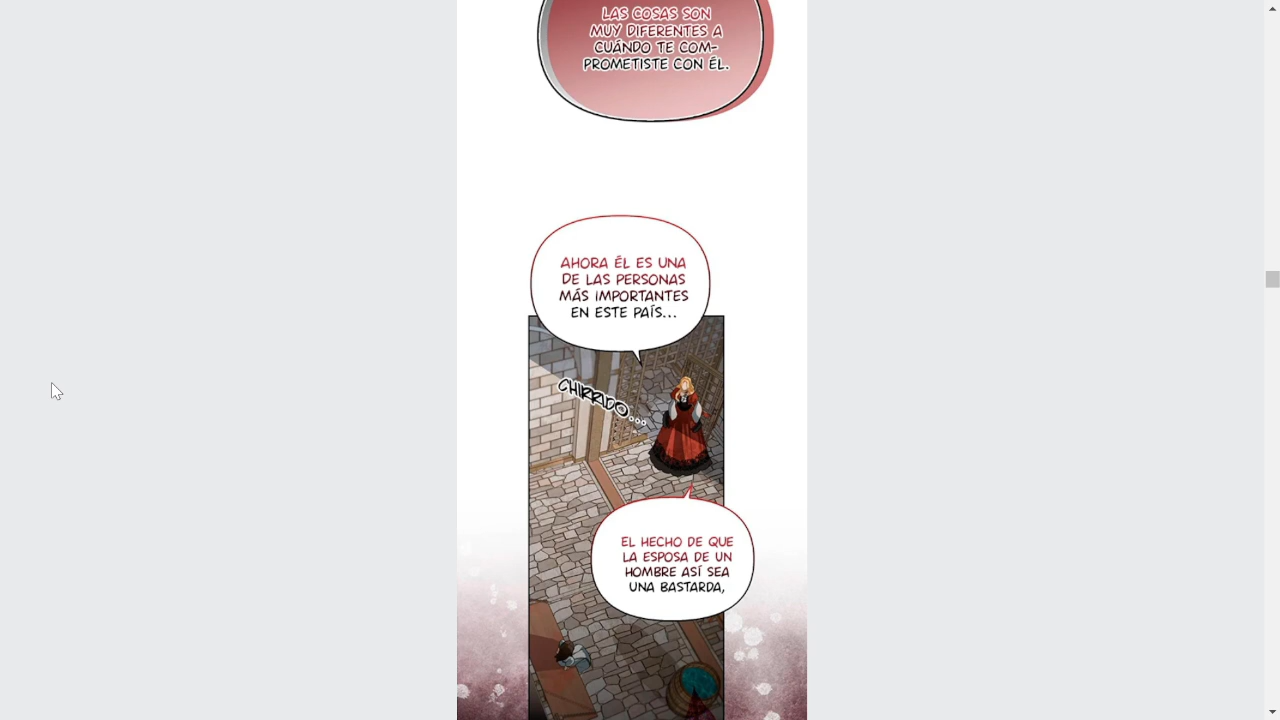 LAS COSAS SON
MUY DIFERENTES A
CUÁNDO TE COM-
PROMETISTE CON ÉL.
AHORA ÉL ES UNA
DE LAS PERSONAS
MÁS IMPORTANTES
EN ESTE PAÍS...
CHIRRIDO...
EL HECHO DE QUE
LA ESPOSA DE UN
HOMBRE ASÍ SEA
UNA BASTARDA,